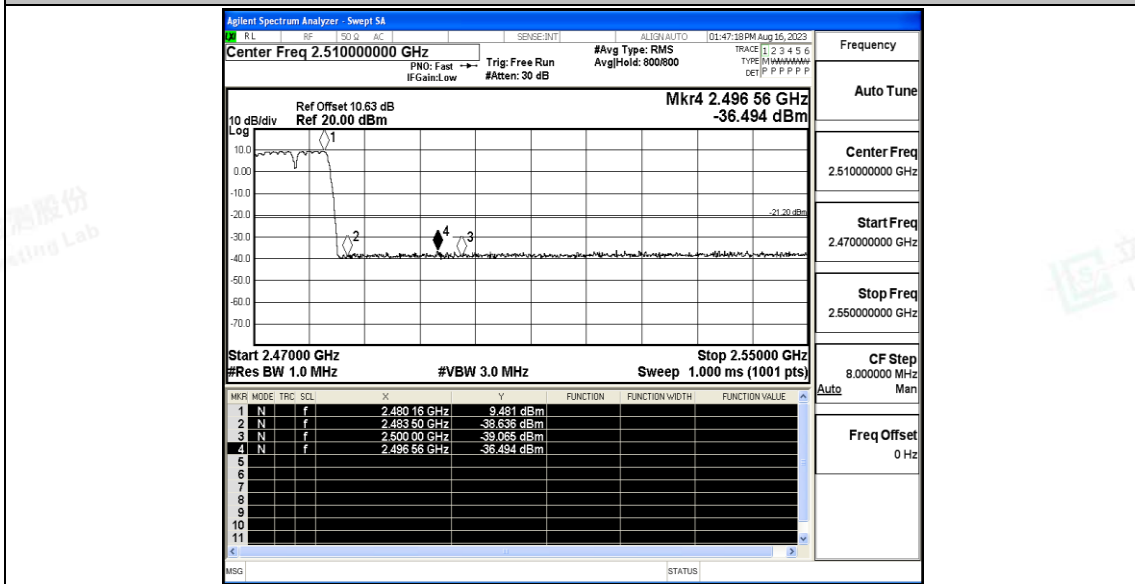 Agilent Spectrum Analyzer - Swept SA
RL RF 50 Ω AC SENSE:INT ALIGNAUTO 01:47:18 PM Aug 16, 2023
Center Freq 2.510000000 GHz
PNO: Fast
IFGain:Low
Trig: Free Run
#Atten: 30 dB
#Avg Type: RMS
Avg|Hold: 800/800
TRACE 1 2 3 4 5 6
TYPE M WWWWW
DET P P P P P P
Mkr4 2.496 56 GHz
-36.494 dBm
Ref Offset 10.63 dB
10 dB/div Ref 20.00 dBm
Log
1
10.0
0.00
-10.0
-20.0
-21.20 dBm
-30.0
2
4
3
-40.0
-50.0
-60.0
-70.0
Start 2.47000 GHz Stop 2.55000 GHz
#Res BW 1.0 MHz #VBW 3.0 MHz Sweep 1.000 ms (1001 pts)
MKR MODE TRC SCL X Y FUNCTION FUNCTION WIDTH FUNCTION VALUE
1 N f 2.480 16 GHz 9.481 dBm
2 N f 2.483 50 GHz -38.636 dBm
3 N f 2.500 00 GHz -39.065 dBm
4 N f 2.496 56 GHz -36.494 dBm
5
6
7
8
9
10
11
MSG STATUS
Frequency
Auto Tune
Center Freq
2.510000000 GHz
Start Freq
2.470000000 GHz
Stop Freq
2.550000000 GHz
CF Step
8.000000 MHz
Auto Man
Freq Offset
0 Hz
股份
sting Lab
立